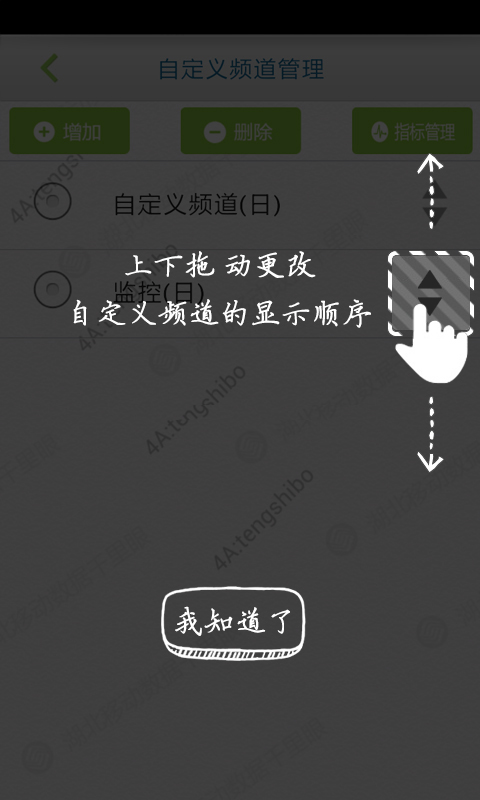 自定义频道管理
增加
删除
指标管理
自定义频道(日)
上下拖动更改
监控(日)
自定义频道的显示顺序
4A:tengshibo
4A:tengshibo
4A:tengshibo
4A:tengshibo
我知道了